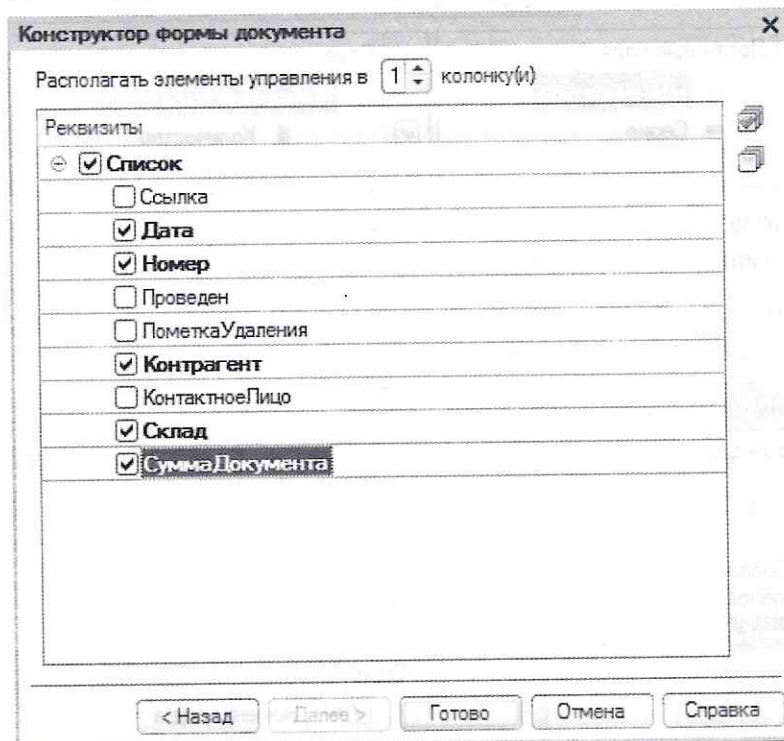 Конструктор формы документа
Располагать элементы управления в 1 колонку(и)
Реквизиты
Список
Ссылка
Дата
Номер
Проведен
ПометкаУдаления
Контрагент
КонтактноеЛицо
Склад
СуммаДокумента
< Назад Далее > Готово Отмена Справка